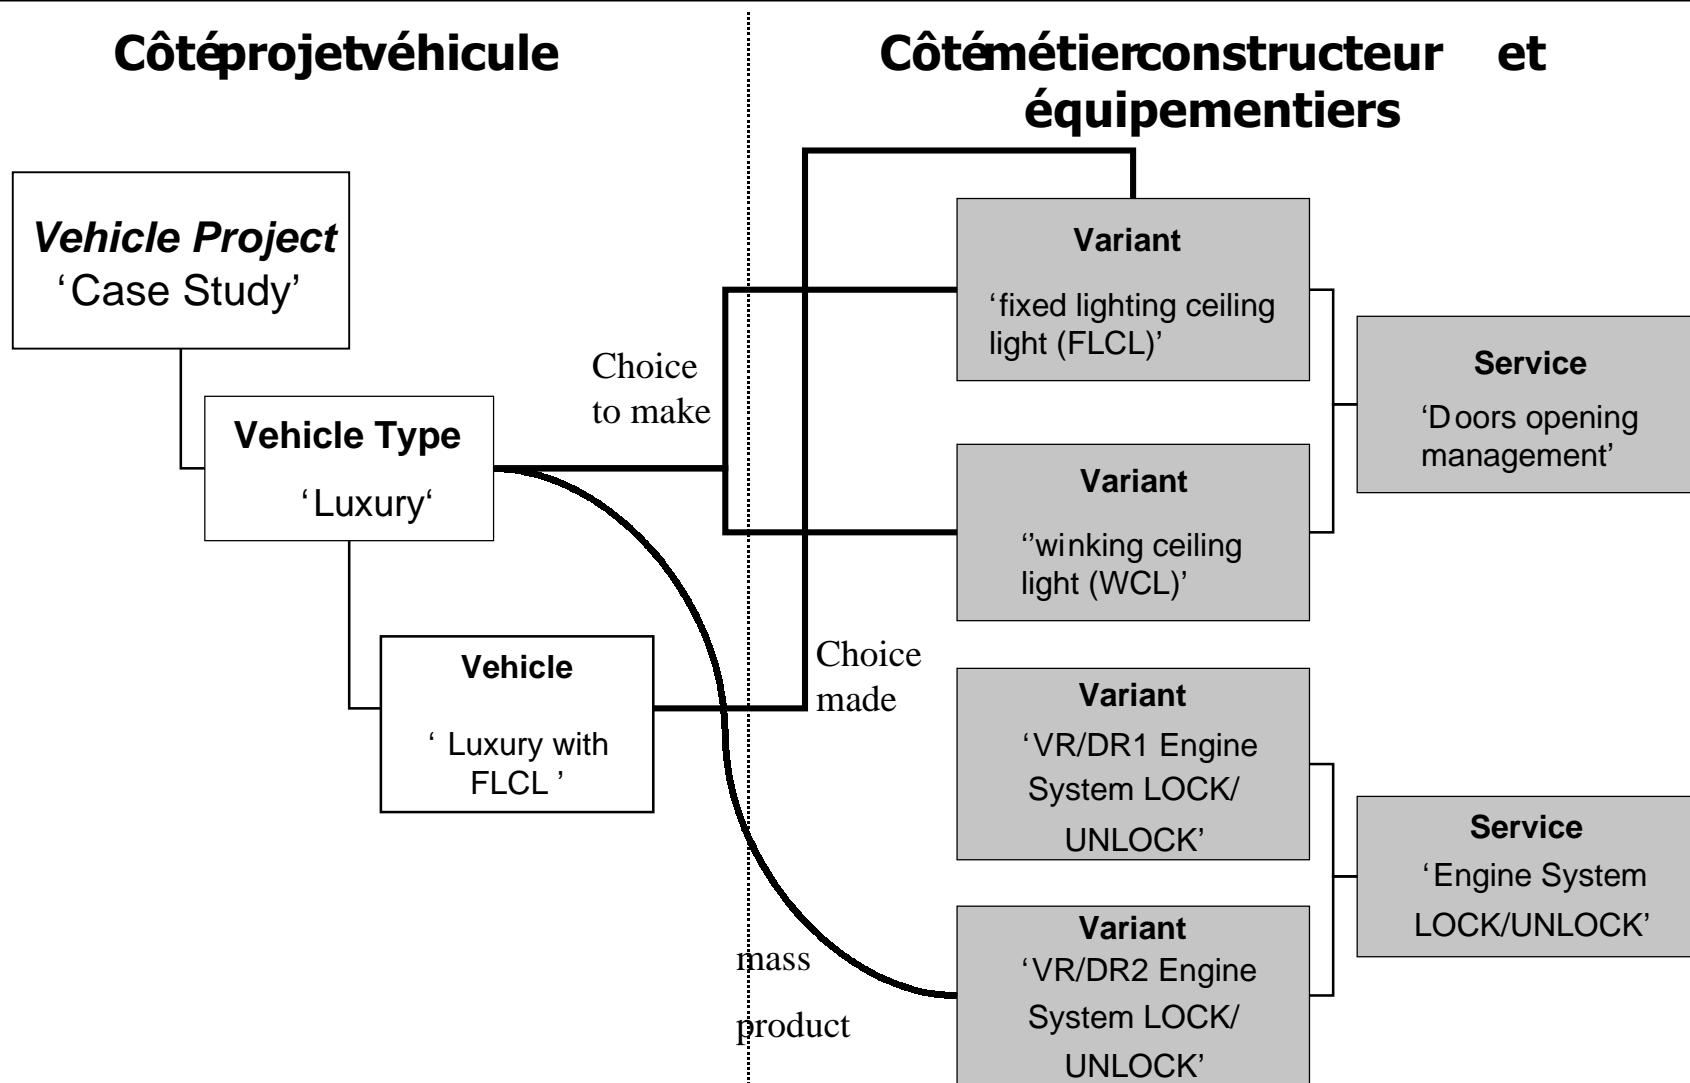 Côtéprojetvéhicule
Côtémétierconstructeur et
équipementiers
Vehicle Project
‘Case Study’
Vehicle Type
‘Luxury‘
Vehicle
‘ Luxury with
FLCL ’
Choice
to make
Choice
made
mass
product
Variant
‘fixed lighting ceiling
light (FLCL)’
Variant
‘’winking ceiling
light (WCL)’
Variant
‘VR/DR1 Engine
System LOCK/
UNLOCK’
Variant
‘VR/DR2 Engine
System LOCK/
UNLOCK’
Service
‘Doors opening
management’
Service
‘Engine System
LOCK/UNLOCK’